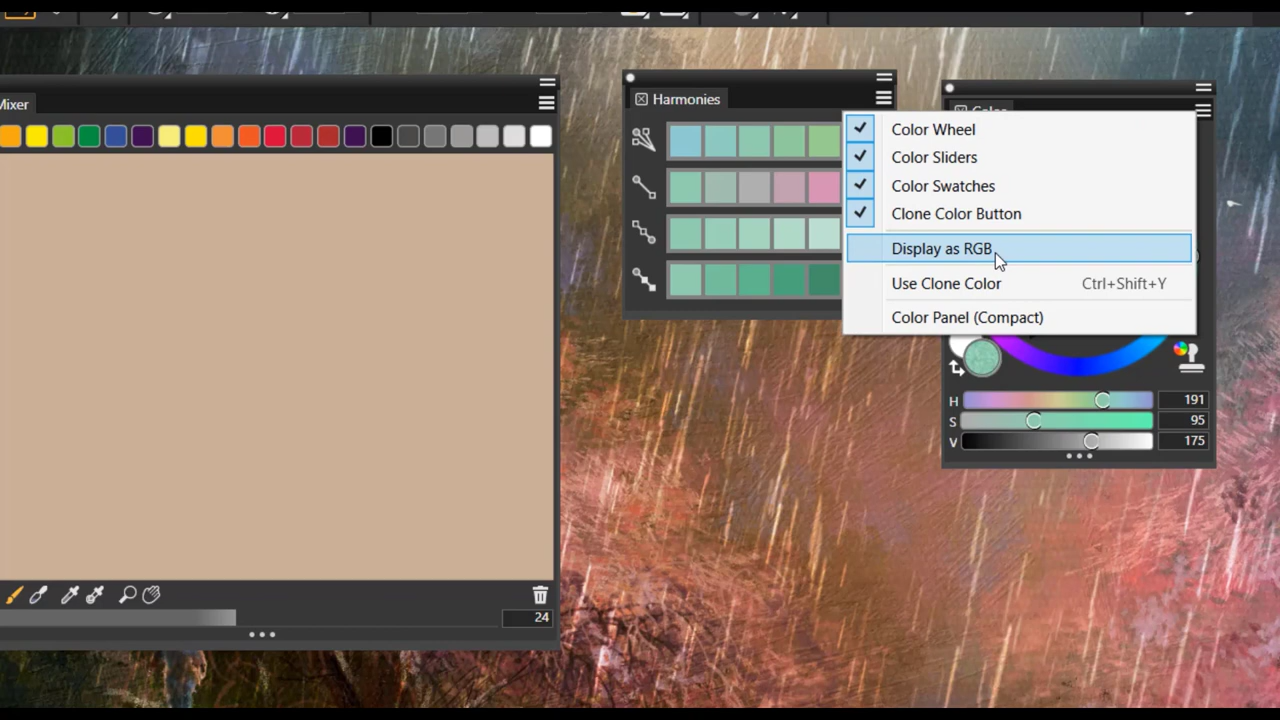 Mixer
Harmonies
Color
Color Wheel
Color Sliders
Color Swatches
Clone Color Button
Display as RGB
Use Clone Color Ctrl+Shift+Y
Color Panel (Compact)
H 191
S 95
V 175
24